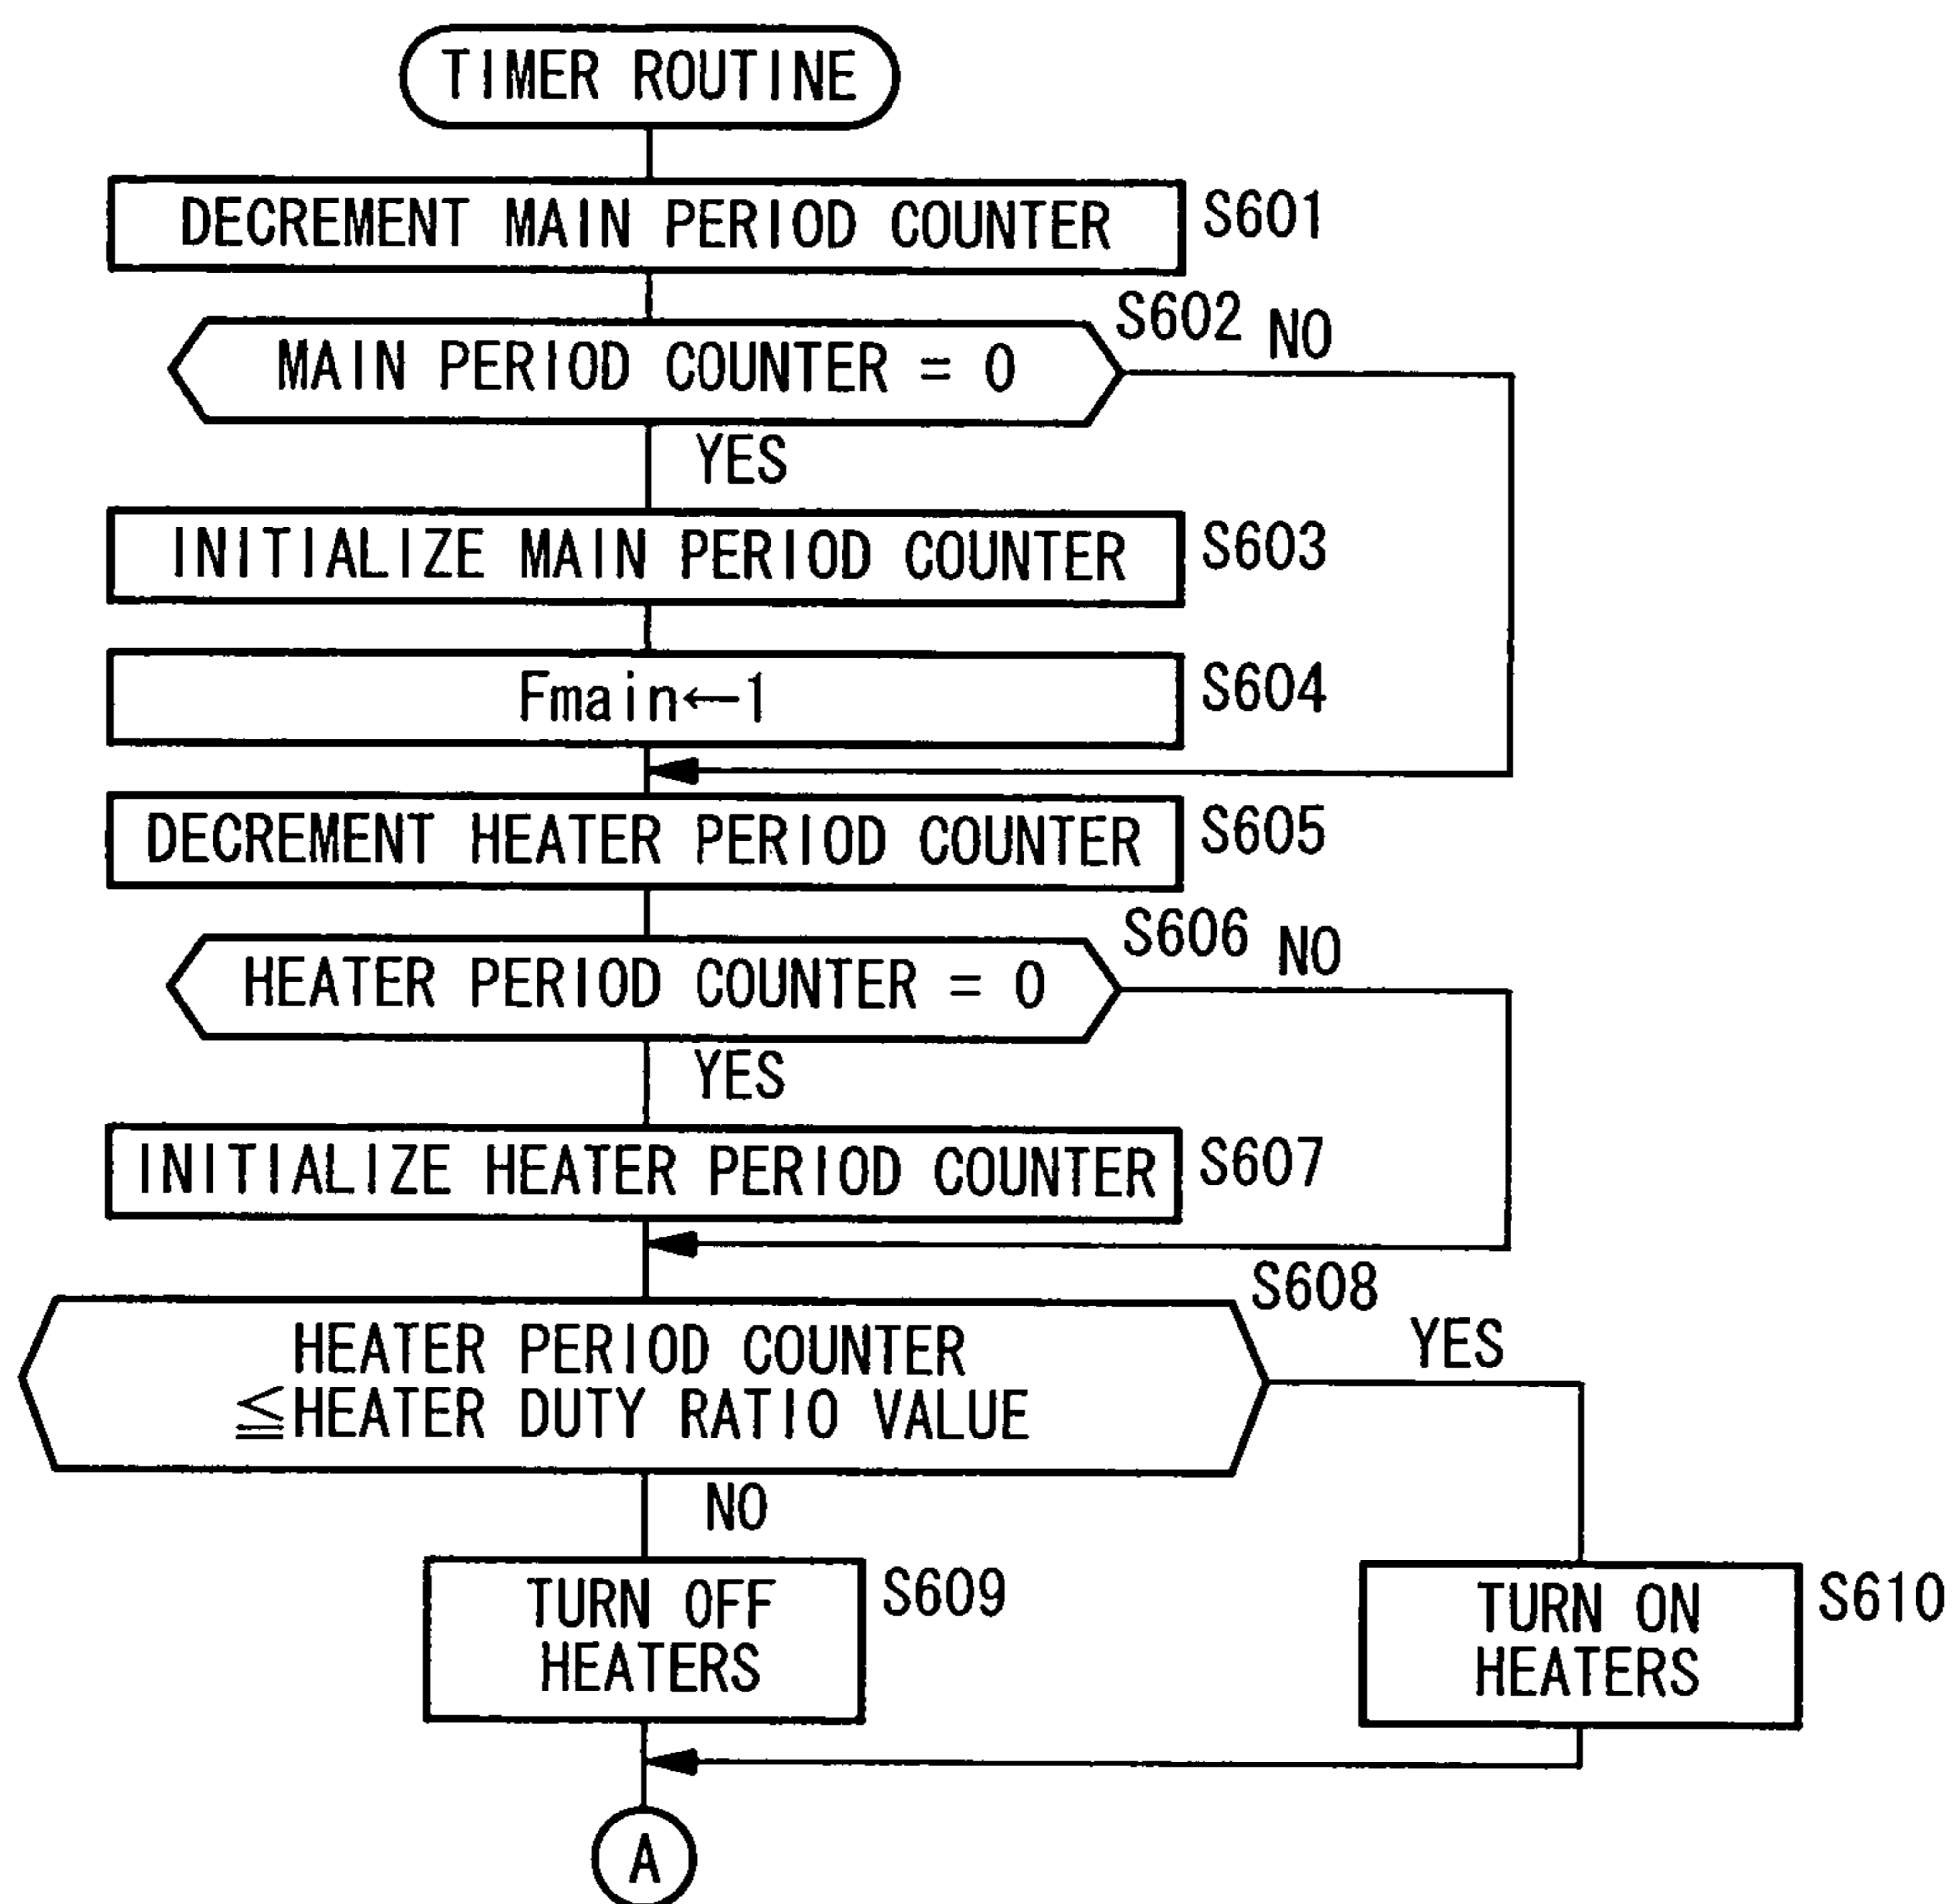 TIMER ROUTINE
DECREMENT MAIN PERIOD COUNTER
S601
MAIN PERIOD COUNTER = 0
S602
NO
YES
INITIALIZE MAIN PERIOD COUNTER
S603
Fmain←1
S604
DECREMENT HEATER PERIOD COUNTER
S605
HEATER PERIOD COUNTER = 0
S606
NO
YES
INITIALIZE HEATER PERIOD COUNTER
S607
HEATER PERIOD COUNTER
≦HEATER DUTY RATIO VALUE
S608
YES
NO
TURN OFF
HEATERS
S609
TURN ON
HEATERS
S610
A